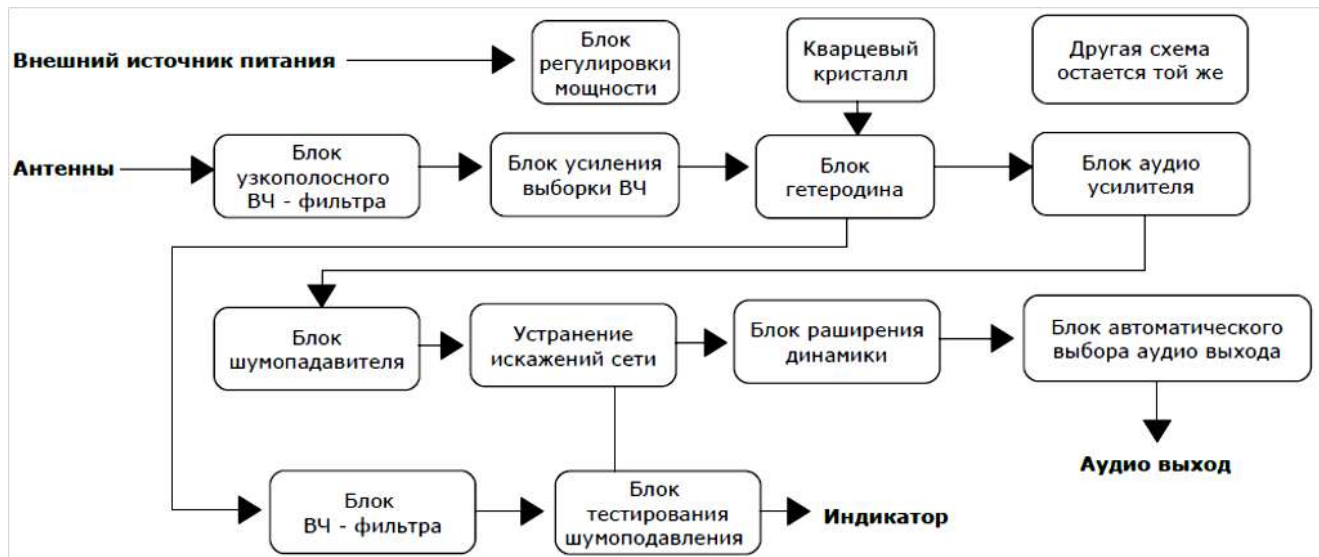 Внешний источник питания
Блок
регулировки
мощности
Кварцевый
кристалл
Другая схема
остается той же
Антенны
Блок
узкополосного
ВЧ - фильтра
Блок усиления
выборки ВЧ
Блок
гетеродина
Блок аудио
усилителя
Блок
шумопадавителя
Устранение
искажений сети
Блок раширения
динамики
Блок автоматического
выбора аудио выхода
Аудио выход
Блок
ВЧ - фильтра
Блок
тестирования
шумоподавления
Индикатор